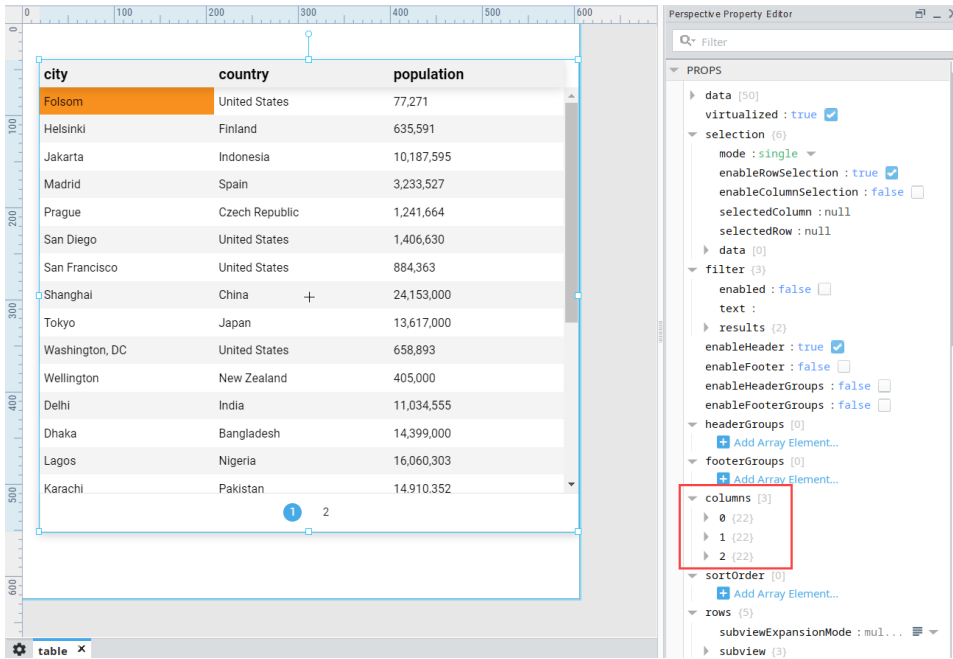 0 100 200 300 400 500 600
0 100 200 300 400 500 600
city country population
Folsom United States 77,271
Helsinki Finland 635,591
Jakarta Indonesia 10,187,595
Madrid Spain 3,233,527
Prague Czech Republic 1,241,664
San Diego United States 1,406,630
San Francisco United States 884,363
Shanghai China 24,153,000
Tokyo Japan 13,617,000
Washington, DC United States 658,893
Wellington New Zealand 405,000
Delhi India 11,034,555
Dhaka Bangladesh 14,399,000
Lagos Nigeria 16,060,303
Karachi Pakistan 14,910,352
1 2
table ×
Perspective Property Editor
Filter
PROPS
data [50]
virtualized : true
selection {6}
mode : single
enableRowSelection : true
enableColumnSelection : false
selectedColumn : null
selectedRow : null
data [0]
filter {3}
enabled : false
text :
results {2}
enableHeader : true
enableFooter : false
enableHeaderGroups : false
enableFooterGroups : false
headerGroups [0]
Add Array Element...
footerGroups [0]
Add Array Element...
columns [3]
0 {22}
1 {22}
2 {22}
sortOrder [0]
Add Array Element...
rows {5}
subviewExpansionMode : mul...
subview {3}